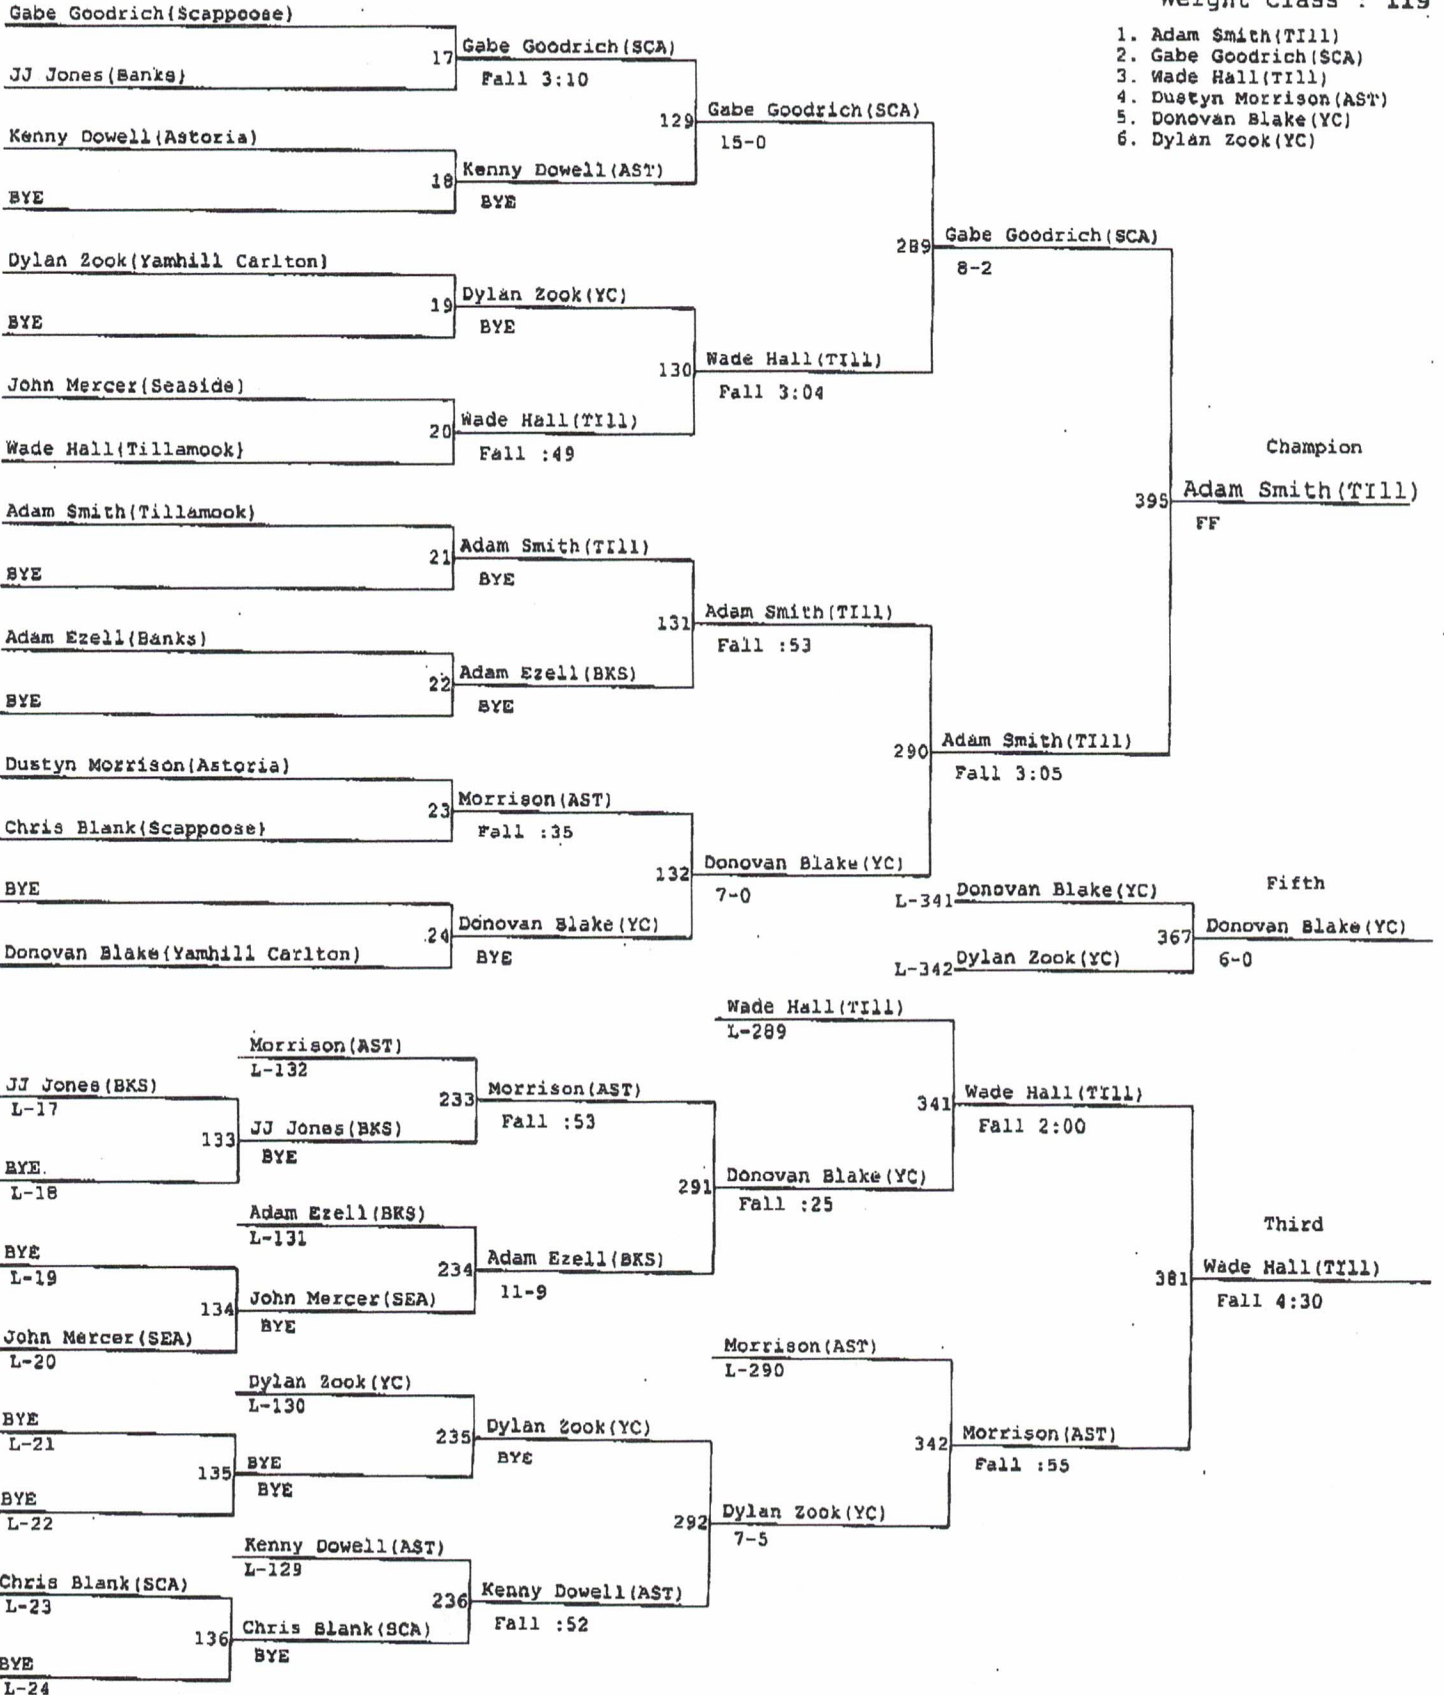 Weight Class : 119
1. Adam Smith(TIll)
2. Gabe Goodrich(SCA)
3. Wade Hall(TIll)
4. Dustyn Morrison(AST)
5. Donovan Blake(YC)
6. Dylan Zook(YC)
Gabe Goodrich(Scappoose)
17 Gabe Goodrich(SCA)
Fall 3:10
JJ Jones(Banks)
129 Gabe Goodrich(SCA)
15-0
Kenny Dowell(Astoria)
18 Kenny Dowell(AST)
BYE
BYE
289 Gabe Goodrich(SCA)
8-2
Dylan Zook(Yamhill Carlton)
19 Dylan Zook(YC)
BYE
BYE
130 Wade Hall(TIll)
Fall 3:04
John Mercer(Seaside)
20 Wade Hall(TIll)
Fall :49
Wade Hall(Tillamook)
Champion
395 Adam Smith(TIll)
FF
Adam Smith(Tillamook)
21 Adam Smith(TIll)
BYE
BYE
131 Adam Smith(TIll)
Fall :53
Adam Ezell(Banks)
22 Adam Ezell(BKS)
BYE
BYE
290 Adam Smith(TIll)
Fall 3:05
Dustyn Morrison(Astoria)
23 Morrison(AST)
Fall :35
Chris Blank(Scappoose)
132 Donovan Blake(YC)
7-0
BYE
24 Donovan Blake(YC)
BYE
Donovan Blake(Yamhill Carlton)
Fifth
L-341 Donovan Blake(YC)
367 Donovan Blake(YC)
6-0
L-342 Dylan Zook(YC)
Wade Hall(TIll)
L-289
Morrison(AST)
L-132
JJ Jones(BKS)
L-17
233 Morrison(AST)
Fall :53
133 JJ Jones(BKS)
BYE
BYE
L-18
341 Wade Hall(TIll)
Fall 2:00
291 Donovan Blake(YC)
Fall :25
Adam Ezell(BKS)
L-131
BYE
L-19
234 Adam Ezell(BKS)
11-9
134 John Mercer(SEA)
BYE
John Mercer(SEA)
L-20
Third
381 Wade Hall(TIll)
Fall 4:30
Morrison(AST)
L-290
Dylan Zook(YC)
L-130
BYE
L-21
235 Dylan Zook(YC)
BYE
135 BYE
BYE
BYE
L-22
342 Morrison(AST)
Fall :55
292 Dylan Zook(YC)
7-5
Kenny Dowell(AST)
L-129
Chris Blank(SCA)
L-23
236 Kenny Dowell(AST)
Fall :52
136 Chris Blank(SCA)
BYE
BYE
L-24